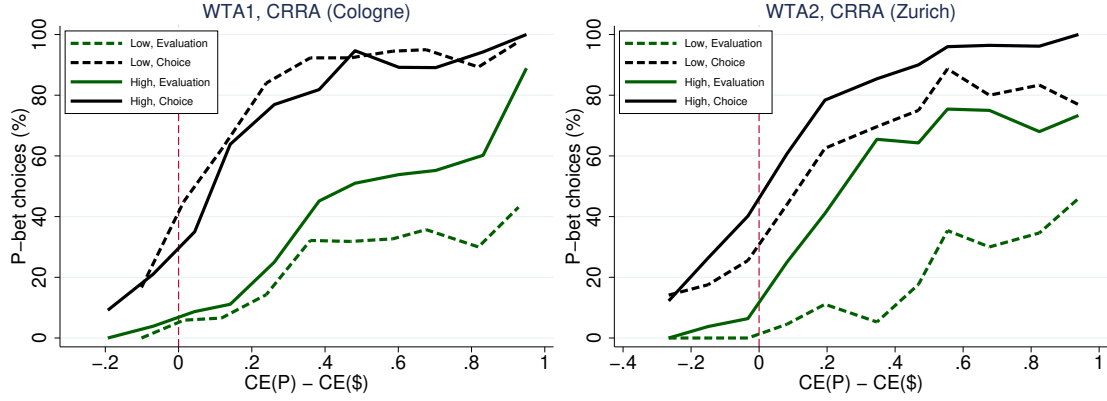 WTA1, CRRA (Cologne)
Low, Evaluation
Low, Choice
High, Evaluation
High, Choice
P−bet choices (%)
0
20
40
60
80
100
−.2
0
.2
.4
.6
.8
1
CE(P) − CE($)
WTA2, CRRA (Zurich)
Low, Evaluation
Low, Choice
High, Evaluation
High, Choice
P−bet choices (%)
0
20
40
60
80
100
−.4
−.2
0
.2
.4
.6
.8
1
CE(P) − CE($)